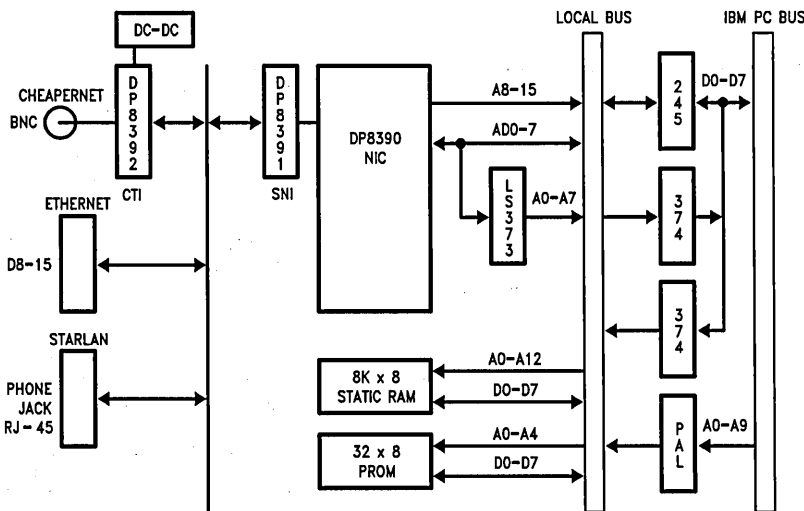 DC-DC
LOCAL BUS
IBM PC BUS
CHEAPERNET
BNC
DP8392
CTI
DP8391
SNI
DP8390
NIC
A8-15
AD0-7
LS373
A0-A7
245
D0-D7
374
374
ETHERNET
D8-15
STARLAN
PHONE
JACK
RJ-45
8K x 8
STATIC RAM
A0-A12
D0-D7
32 x 8
PROM
A0-A4
D0-D7
PAL
A0-A9